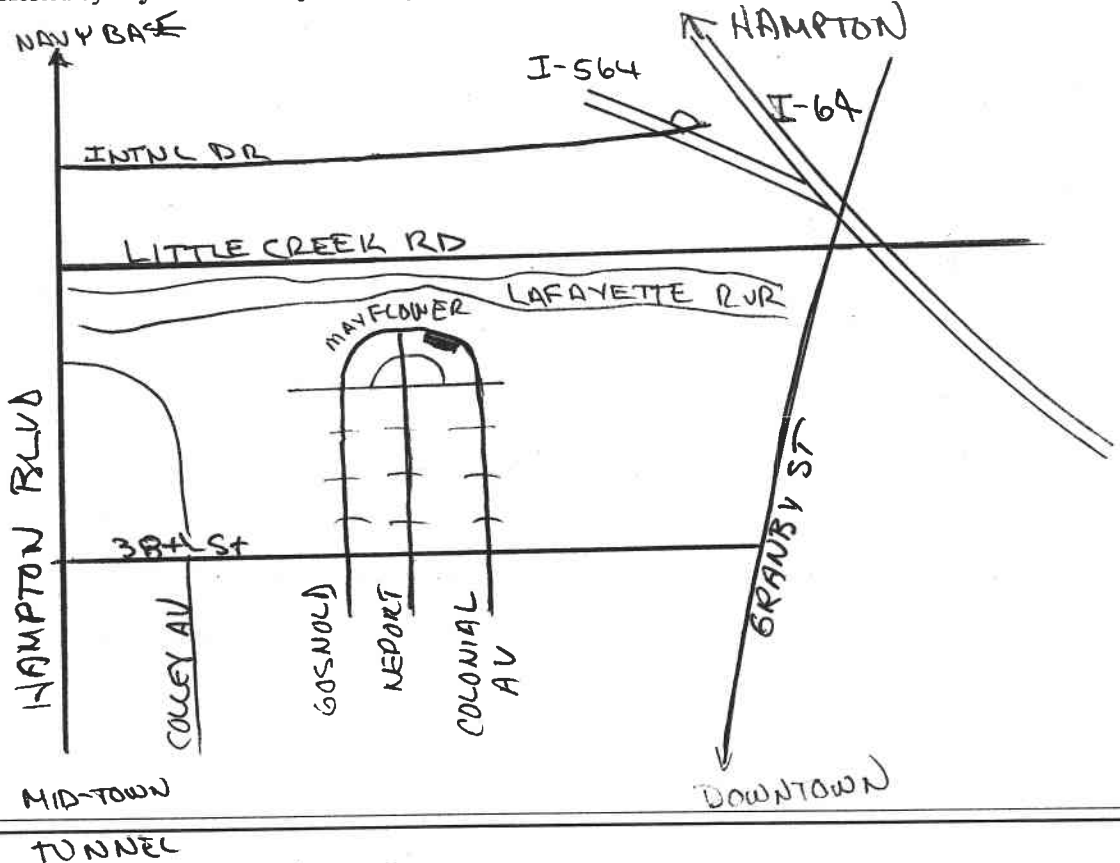 NAVY BASE
HAMPTON
I-564
I-64
INTNL DR
LITTLE CREEK RD
LAFAYETTE RVR
MAYFLOWER
HAMPTON BLVD
38th St
GRANBY ST
COLLEY AV
GOSNOLD
NEPORT
COLONIAL
AV
MID-TOWN
DOWNTOWN
TUNNEL